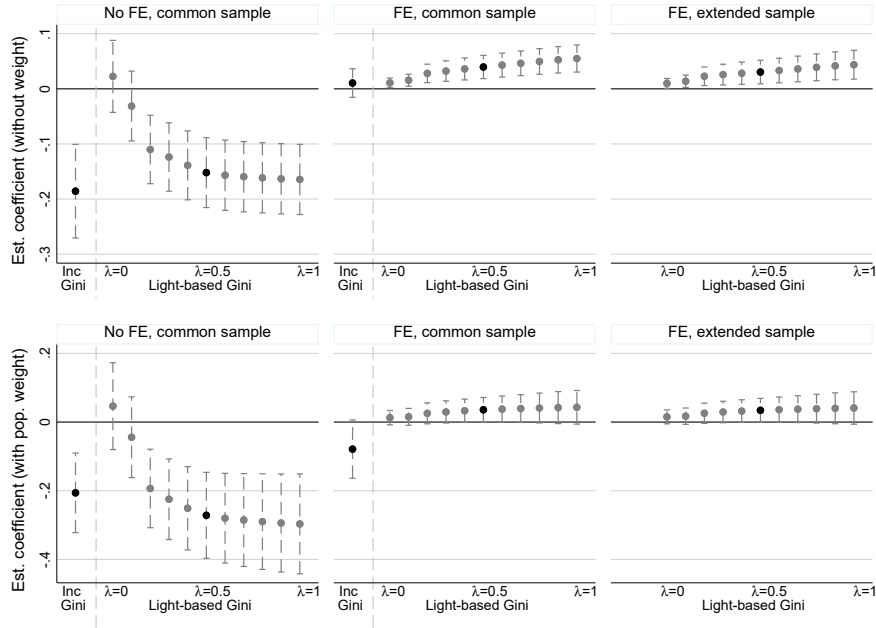 No FE, common sample
FE, common sample
FE, extended sample
Est. coefficient (without weight)
.1
0
-.1
-.2
-.3
Inc Gini
λ=0
λ=0.5
λ=1
Light-based Gini
Inc Gini
λ=0
λ=0.5
λ=1
Light-based Gini
λ=0
λ=0.5
λ=1
Light-based Gini
No FE, common sample
FE, common sample
FE, extended sample
Est. coefficient (with pop. weight)
.2
0
-.2
-.4
Inc Gini
λ=0
λ=0.5
λ=1
Light-based Gini
Inc Gini
λ=0
λ=0.5
λ=1
Light-based Gini
λ=0
λ=0.5
λ=1
Light-based Gini